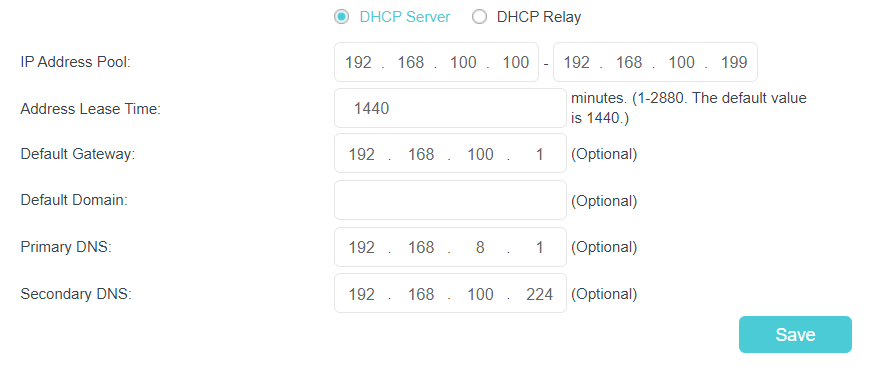 DHCP Server DHCP Relay
IP Address Pool: 192 . 168 . 100 . 100 - 192 . 168 . 100 . 199
Address Lease Time: 1440 minutes. (1-2880. The default value
is 1440.)
Default Gateway: 192 . 168 . 100 . 1 (Optional)
Default Domain: (Optional)
Primary DNS: 192 . 168 . 8 . 1 (Optional)
Secondary DNS: 192 . 168 . 100 . 224 (Optional)
Save